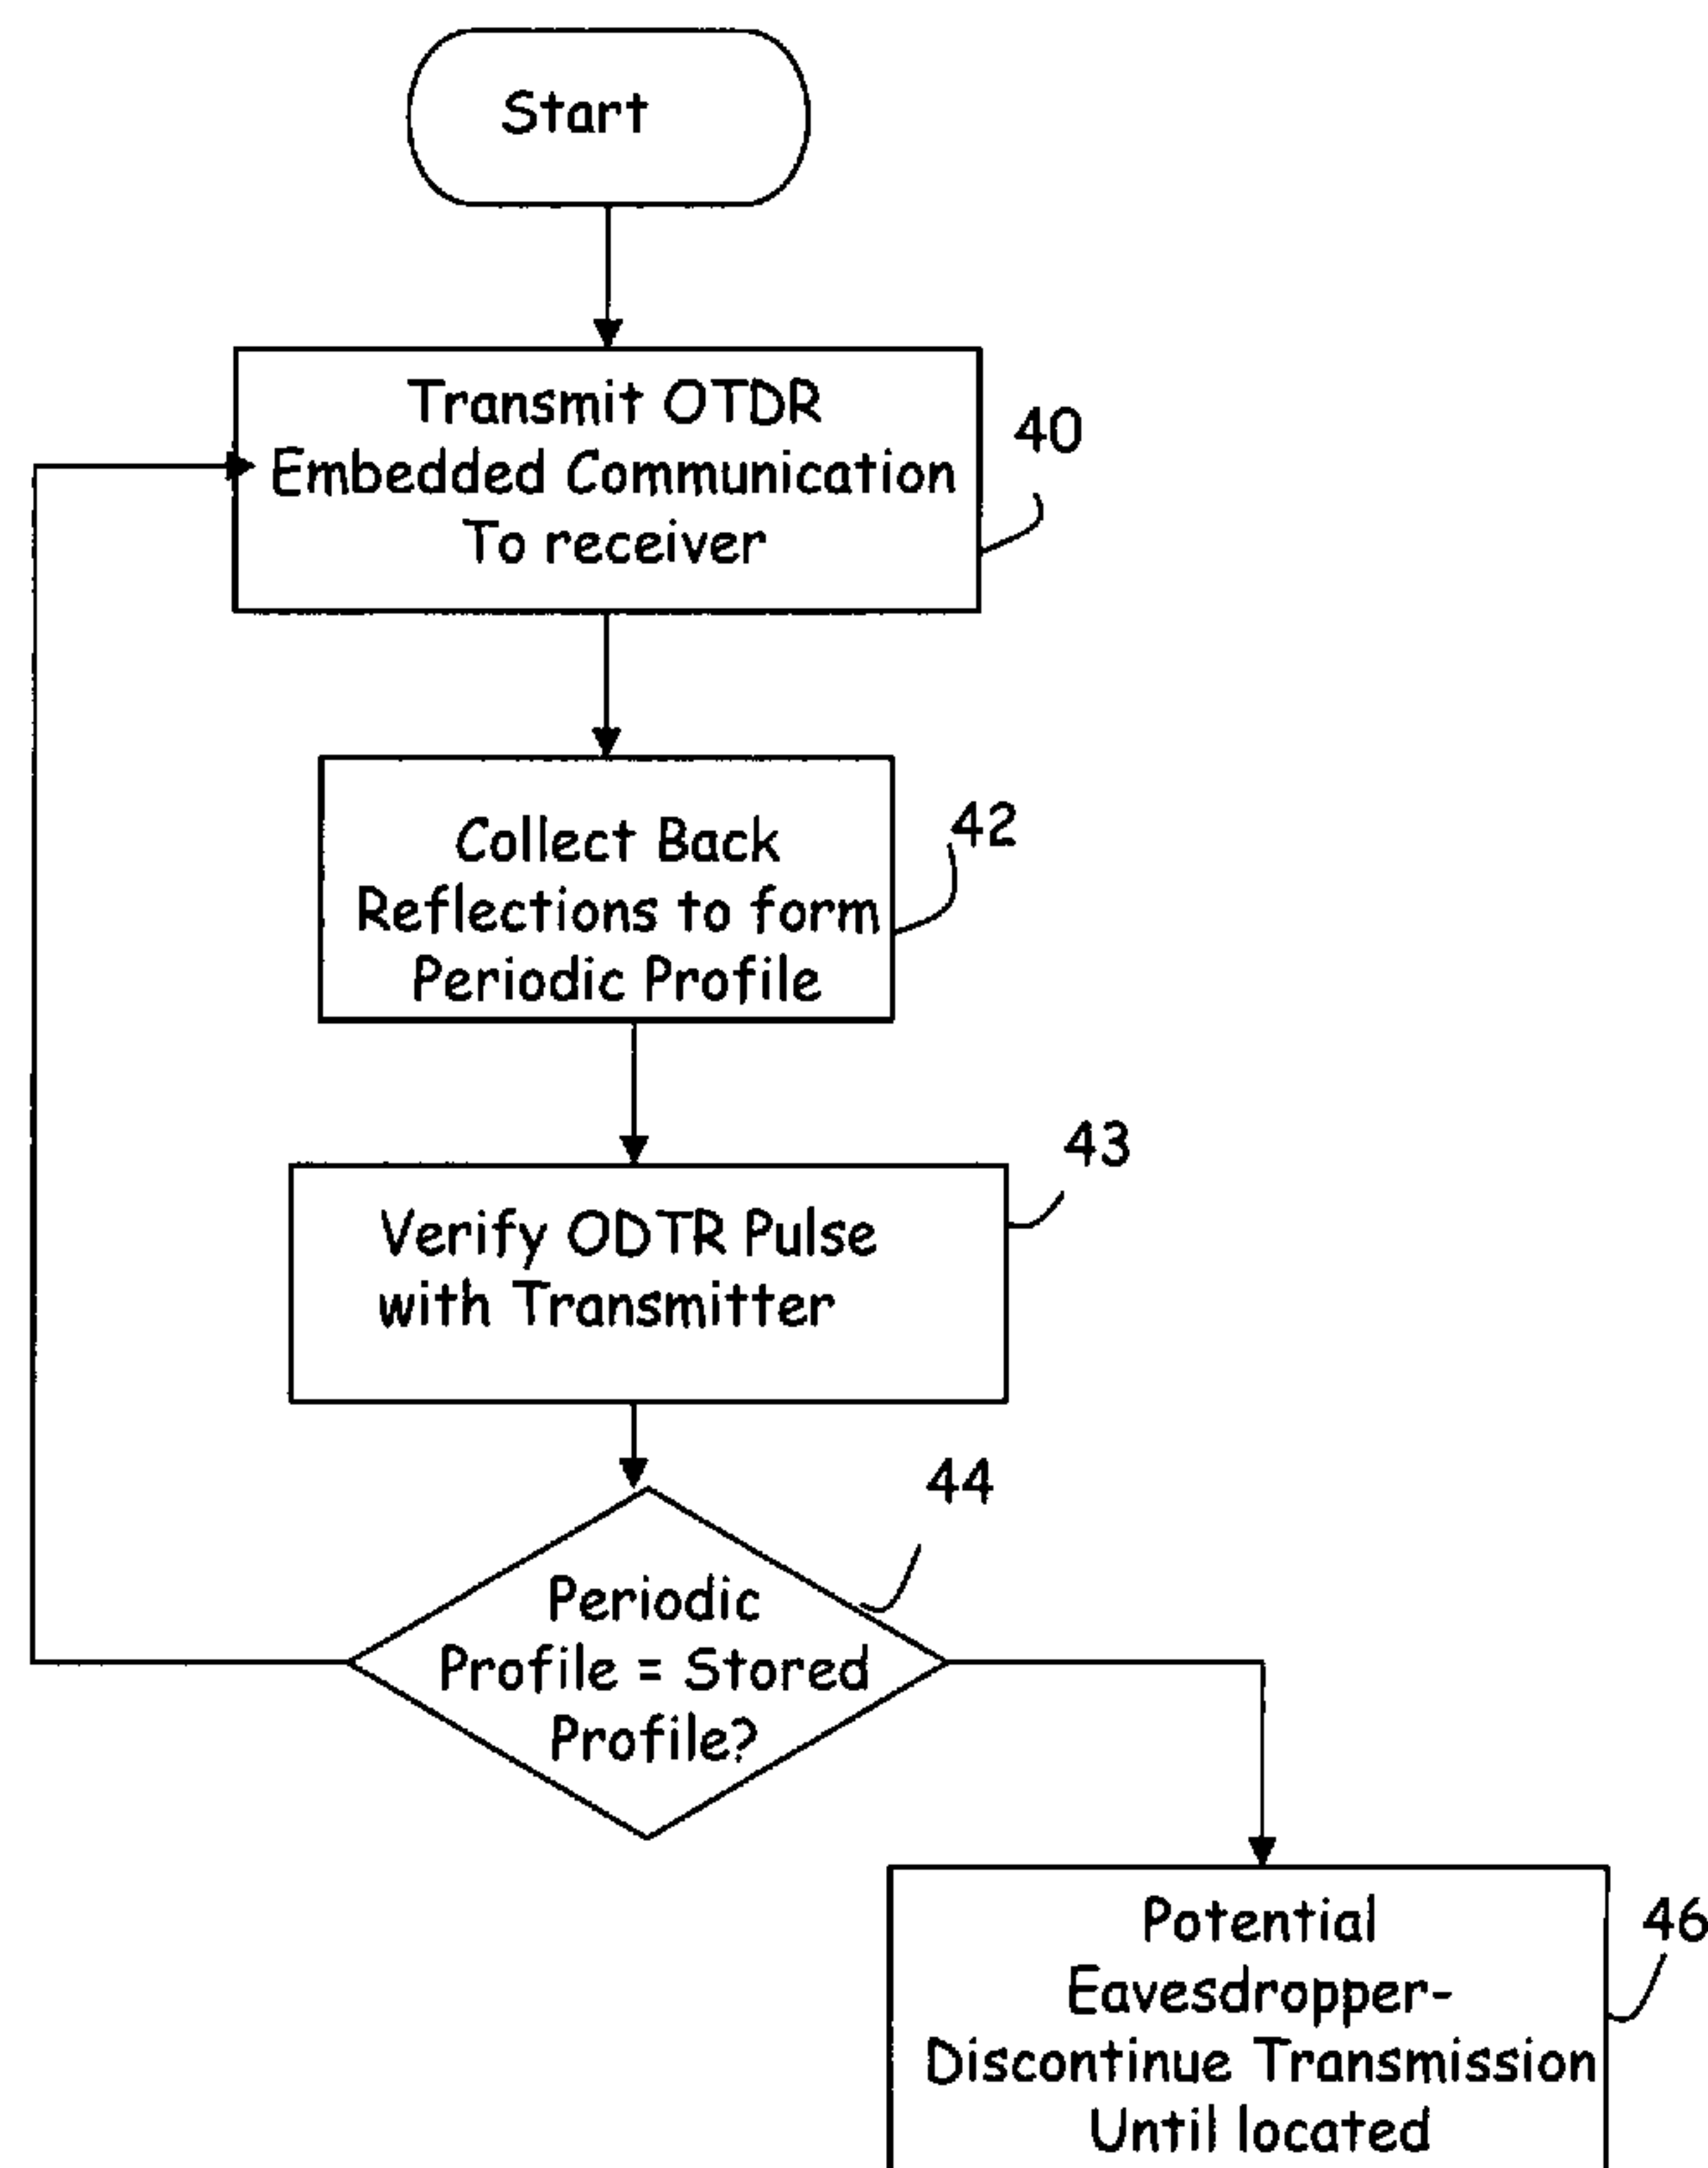 Start
Transmit OTDR
Embedded Communication
To receiver
40
Collect Back
Reflections to form
Periodic Profile
42
43
Verify ODTR Pulse
with Transmitter
44
Periodic
Profile = Stored
Profile?
Potential
Eavesdropper-
Discontinue Transmission
Until located
46